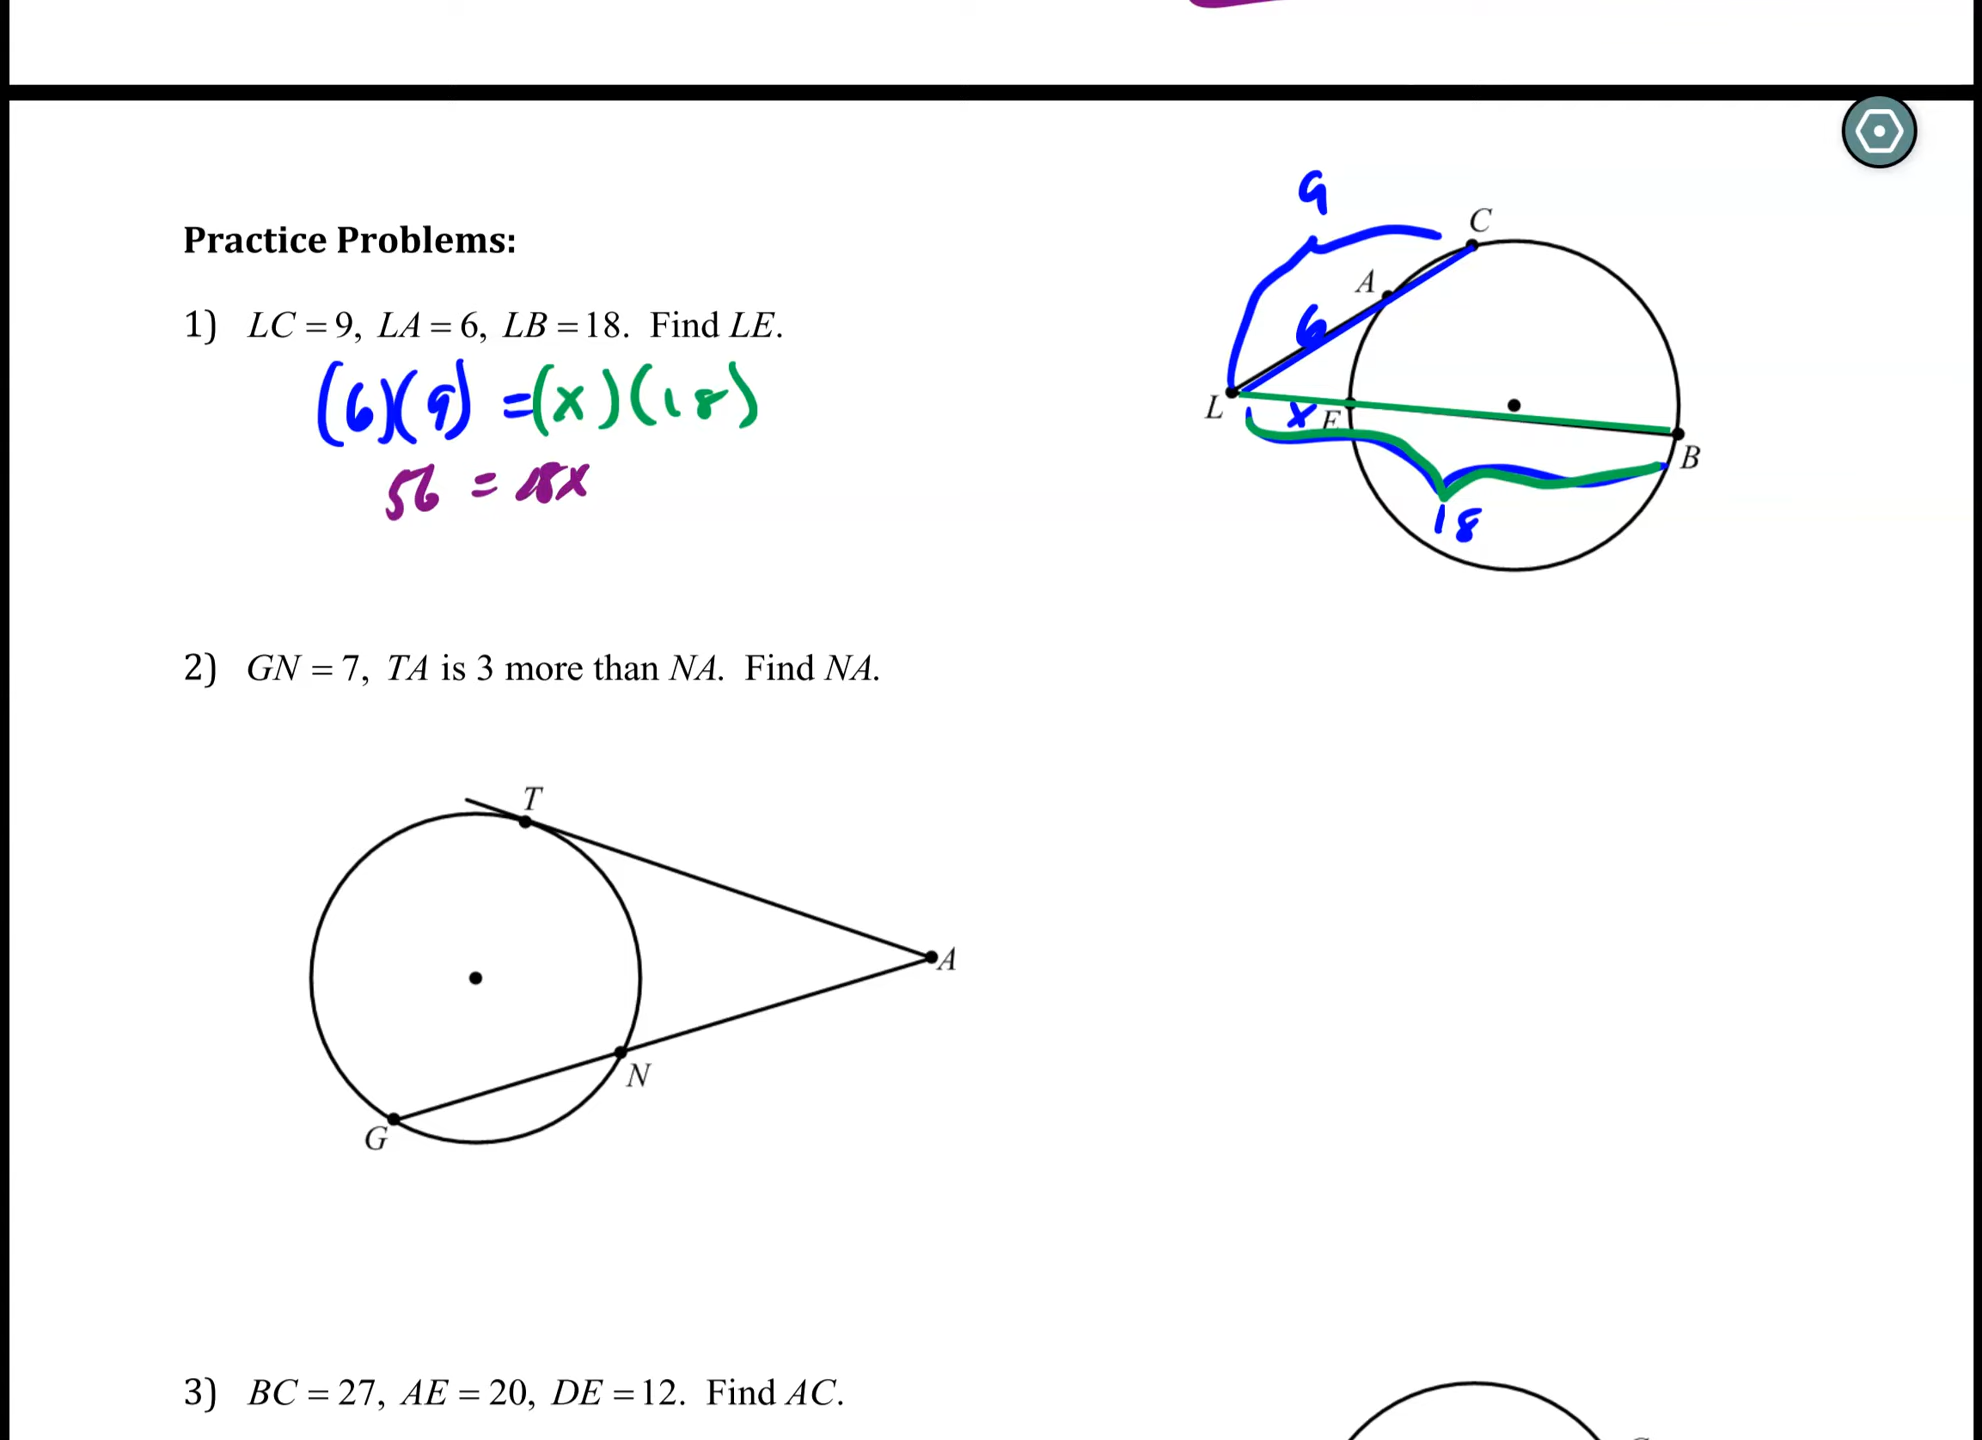 9
C
Practice Problems:
A
1) LC = 9, LA = 6, LB = 18. Find LE.
6
(6)(9) = (x)(18)
L
x
E
B
56 = 18x
18
2) GN = 7, TA is 3 more than NA. Find NA.
T
A
N
G
3) BC = 27, AE = 20, DE = 12. Find AC.